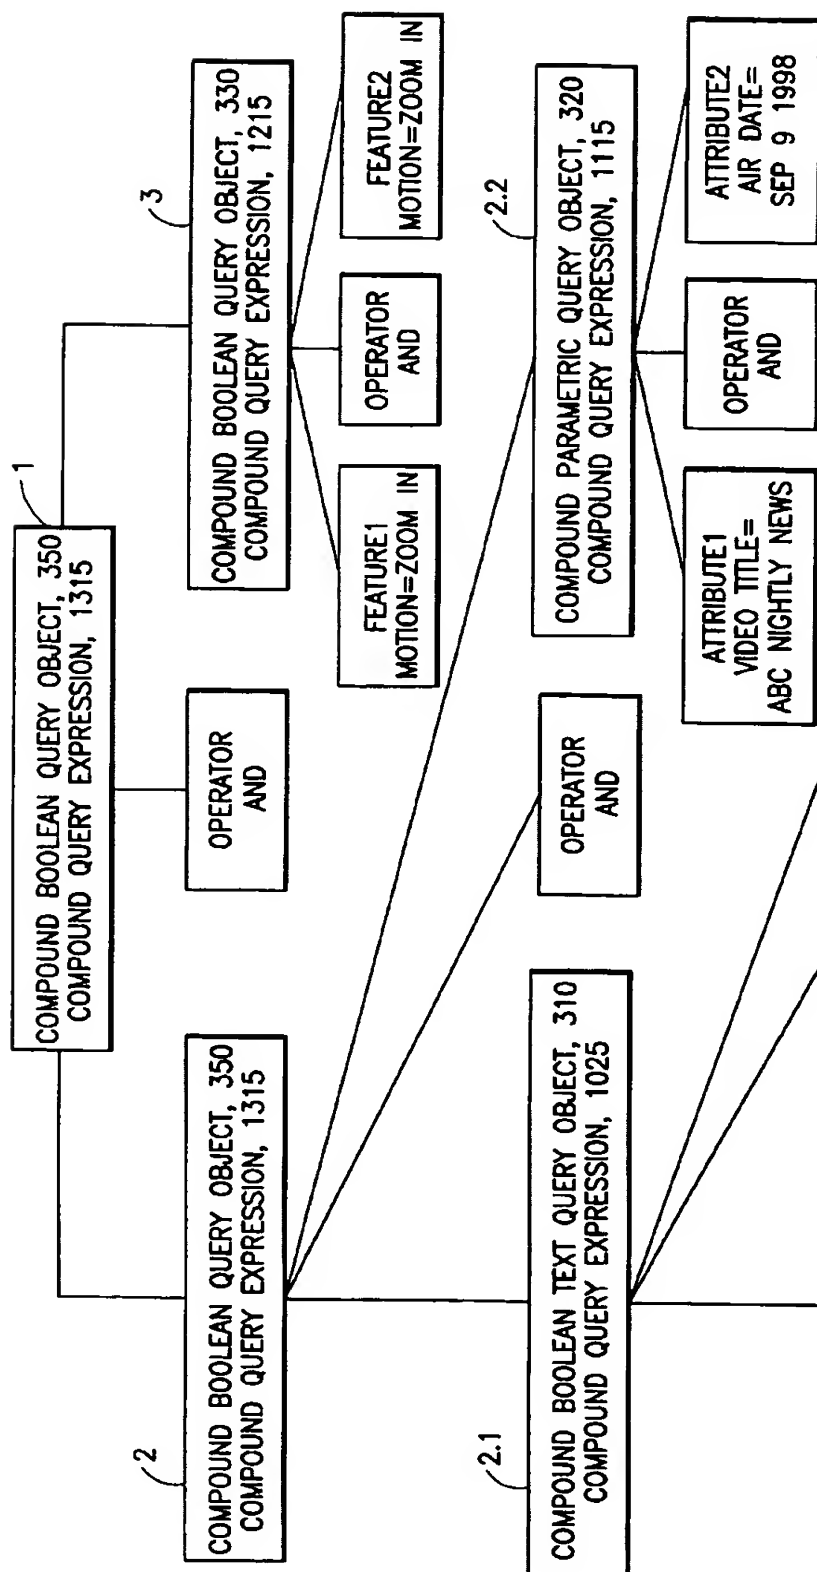 1
COMPOUND BOOLEAN QUERY OBJECT, 350
COMPOUND QUERY EXPRESSION, 1315
2
COMPOUND BOOLEAN QUERY OBJECT, 350
COMPOUND QUERY EXPRESSION, 1315
OPERATOR
AND
3
COMPOUND BOOLEAN QUERY OBJECT, 330
COMPOUND QUERY EXPRESSION, 1215
FEATURE1
MOTION=ZOOM IN
OPERATOR
AND
FEATURE2
MOTION=ZOOM IN
2.1
COMPOUND BOOLEAN TEXT QUERY OBJECT, 310
COMPOUND QUERY EXPRESSION, 1025
OPERATOR
AND
2.2
COMPOUND PARAMETRIC QUERY OBJECT, 320
COMPOUND QUERY EXPRESSION, 1115
ATTRIBUTE1
VIDEO TITLE=
ABC NIGHTLY NEWS
OPERATOR
AND
ATTRIBUTE2
AIR DATE=
SEP 9 1998